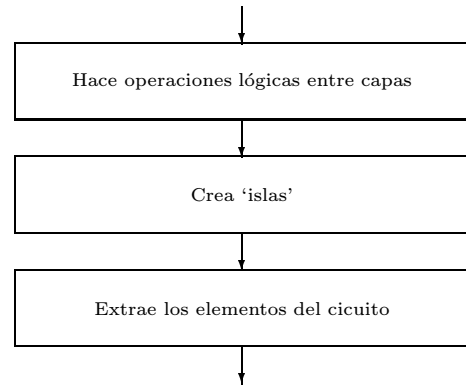 Hace operaciones lógicas entre capas
Crea ‘islas’
Extrae los elementos del cicuito